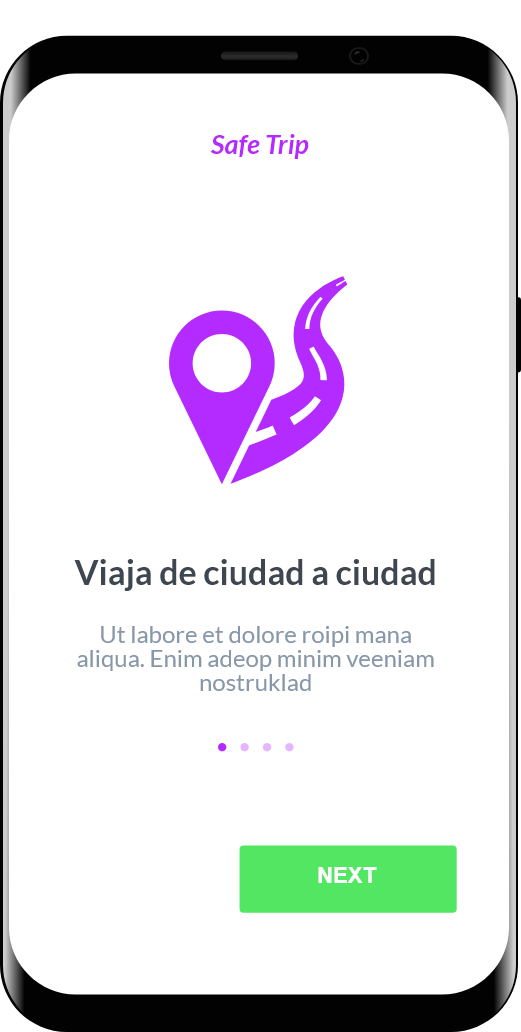 Safe Trip
Viaja de ciudad a ciudad
Ut labore et dolore roipi mana
aliqua. Enim adeop minim veeniam
nostruklad
NEXT